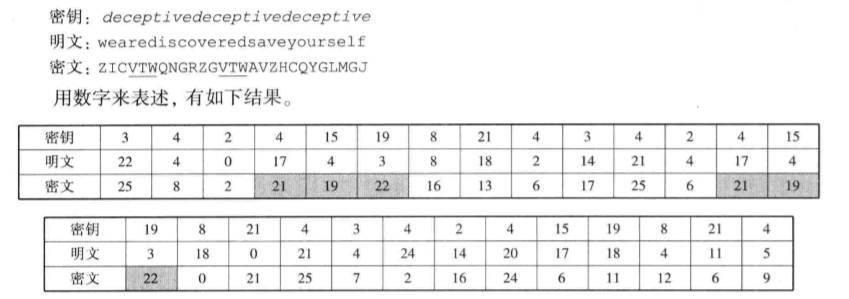 密钥：deceptivedeceptivedeceptive
明文：wearediscoveredsaveyourself
密文：ZICVTWQNGRZGVTWAVZHCQYGLMGJ
用数字来表述，有如下结果。
密钥 3 4 2 4 15 19 8 21 4 3 4 2 4 15
明文 22 4 0 17 4 3 8 18 2 14 21 4 17 4
密文 25 8 2 21 19 22 16 13 6 17 25 6 21 19
密钥 19 8 21 4 3 4 2 4 15 19 8 21 4
明文 3 18 0 21 4 24 14 20 17 18 4 11 5
密文 22 0 21 25 7 2 16 24 6 11 12 6 9